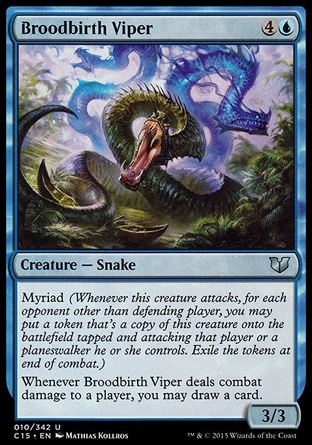 Broodbirth Viper 4
Creature — Snake
Myriad (Whenever this creature attacks, for each
opponent other than defending player, you may
put a token that's a copy of this creature onto the
battlefield tapped and attacking that player or a
planeswalker he or she controls. Exile the tokens at
end of combat.)
Whenever Broodbirth Viper deals combat
damage to a player, you may draw a card.
3/3
010/342 U
C15 • EN Mathias Kollros
™ & © 2015 Wizards of the Coast